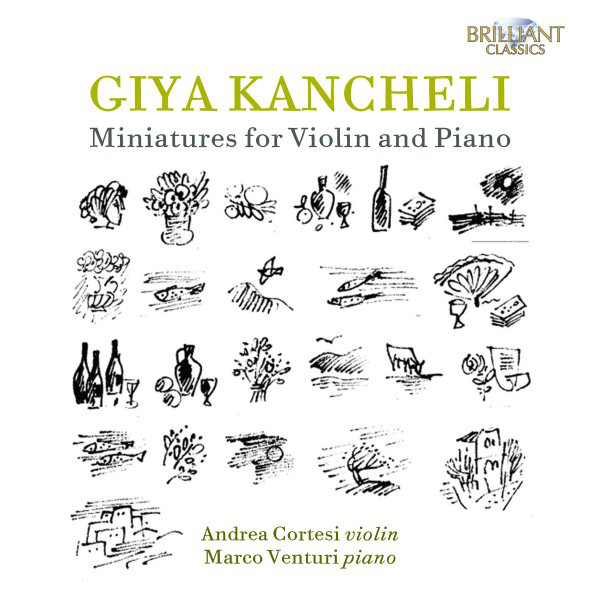 BRILLIANT
CLASSICS
GIYA KANCHELI
Miniatures for Violin and Piano
Andrea Cortesi violin
Marco Venturi piano